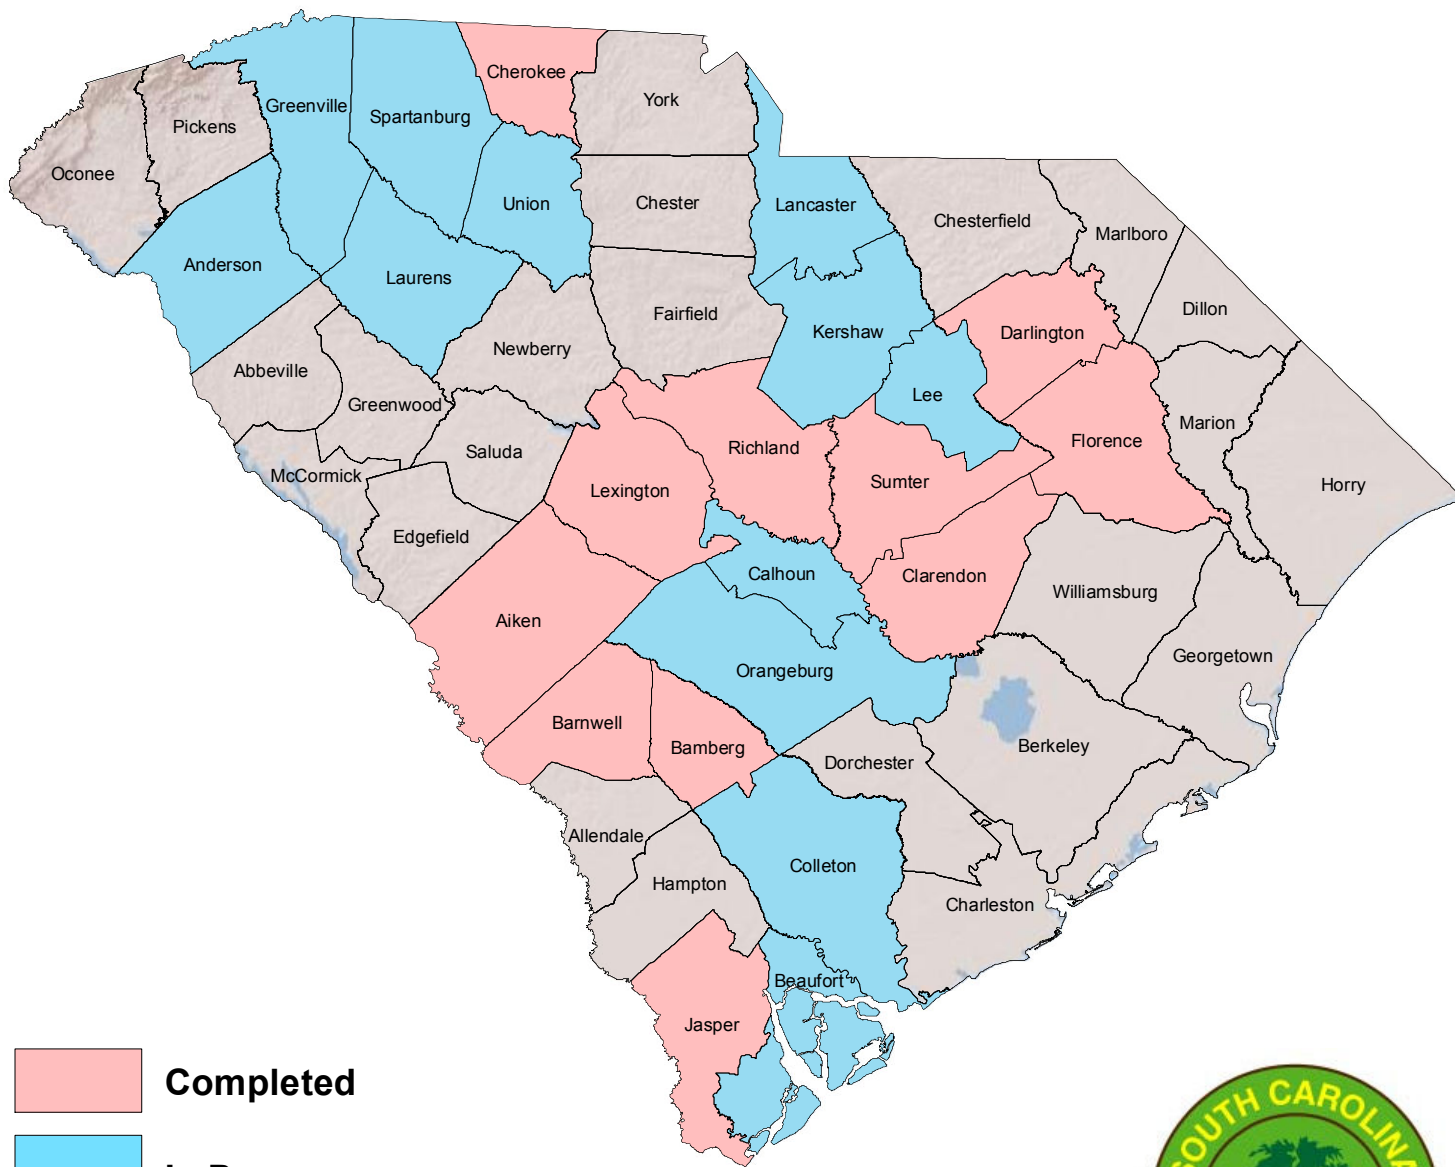 Cherokee
York
Greenville
Spartanburg
Pickens
Oconee
Union
Chester
Lancaster
Chesterfield
Marlboro
Anderson
Laurens
Fairfield
Kershaw
Darlington
Dillon
Newberry
Abbeville
Greenwood
Lee
Marion
Richland
Florence
Saluda
McCormick
Lexington
Sumter
Horry
Edgefield
Calhoun
Clarendon
Williamsburg
Aiken
Georgetown
Orangeburg
Barnwell
Bamberg
Berkeley
Dorchester
Allendale
Colleton
Hampton
Charleston
Beaufort
Jasper
Completed
SOUTH CAROLINA